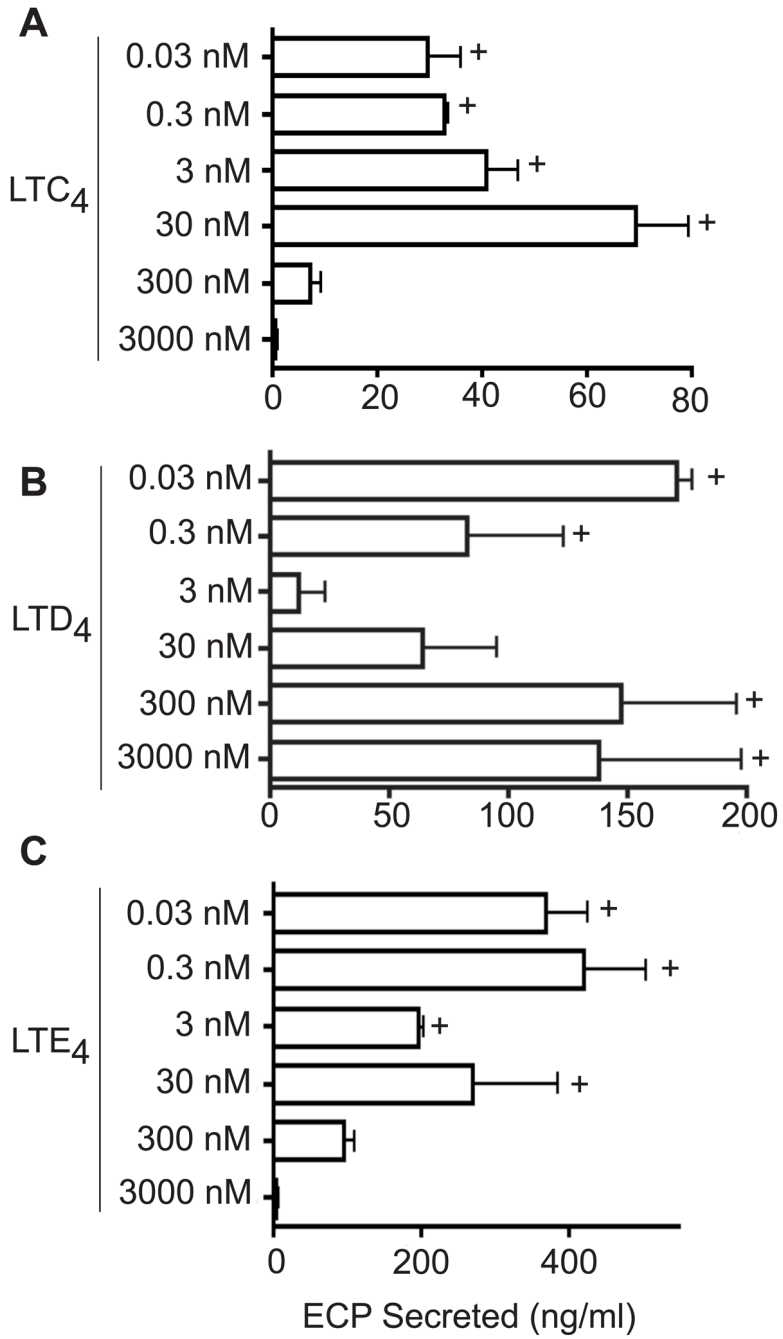 A
LTC4
0.03 nM +
0.3 nM +
3 nM +
30 nM +
300 nM
3000 nM
0 20 40 60 80
B
LTD4
0.03 nM +
0.3 nM +
3 nM
30 nM
300 nM +
3000 nM +
0 50 100 150 200
C
LTE4
0.03 nM +
0.3 nM +
3 nM +
30 nM +
300 nM
3000 nM
0 200 400
ECP Secreted (ng/ml)